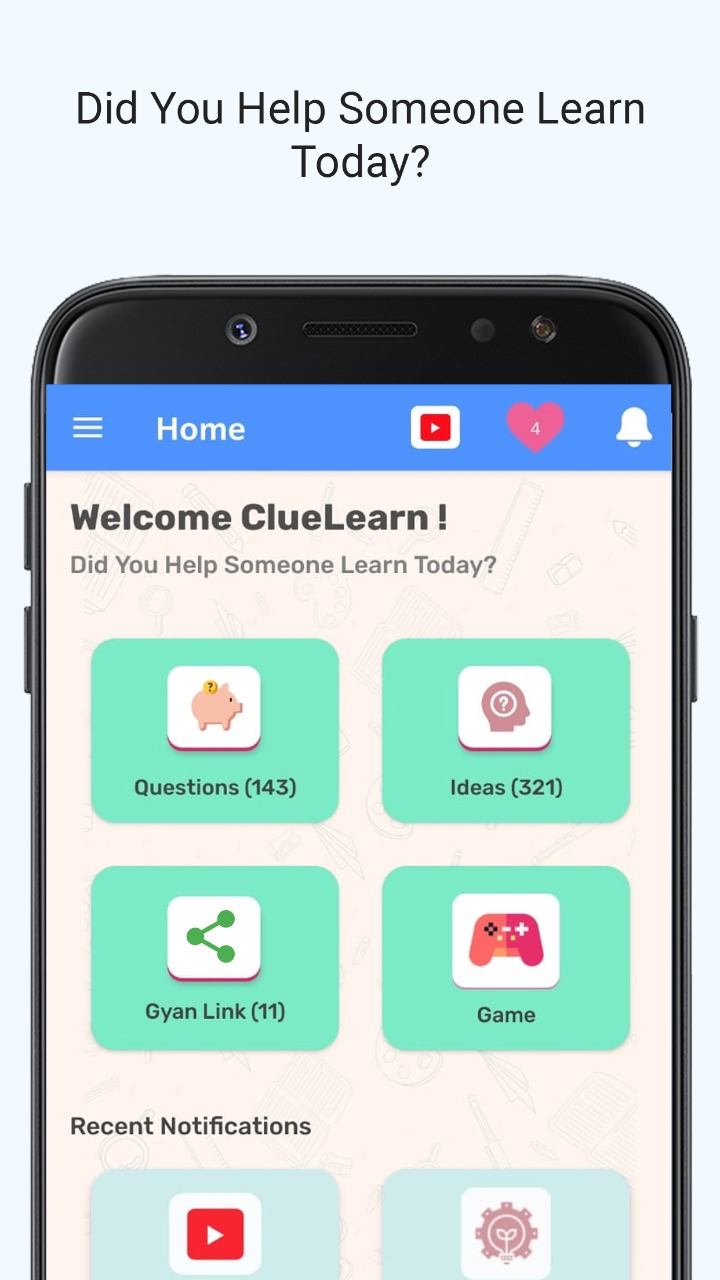 Did You Help Someone Learn
Today?
Home
4
Welcome ClueLearn !
Did You Help Someone Learn Today?
?
?
Questions (143)
Ideas (321)
Gyan Link (11)
Game
Recent Notifications